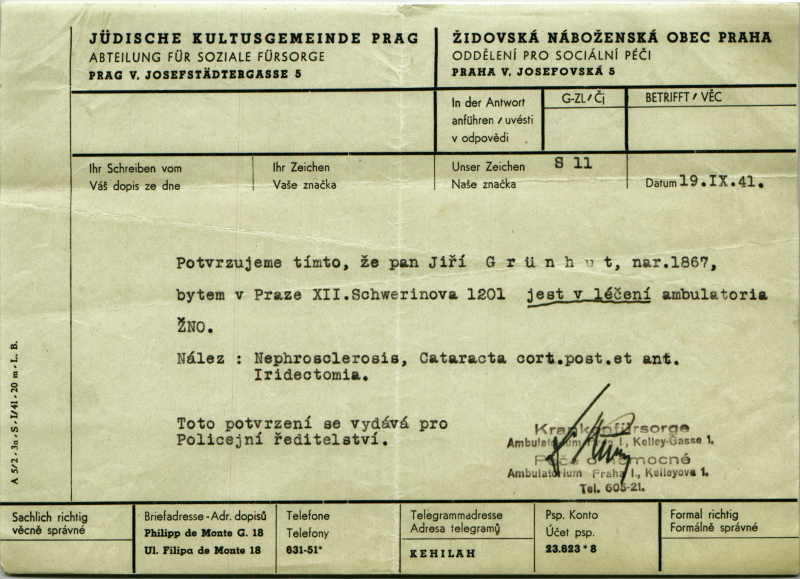 JÜDISCHE KULTUSGEMEINDE PRAG
ABTEILUNG FÜR SOZIALE FÜRSORGE
PRAG V. JOSEFSTÄDTERGASSE 5
ŽIDOVSKÁ NÁBOŽENSKÁ OBEC PRAHA
ODDĚLENÍ PRO SOCIÁLNÍ PÉČI
PRAHA V. JOSEFOVSKÁ 5
In der Antwort
anführen / uvésti
v odpovědi
G-ZL/Čj
BETRIFFT/VĚC
Ihr Schreiben vom
Váš dopis ze dne
Ihr Zeichen
Vaše značka
Unser Zeichen
Naše značka
S 11
Datum 19.IX.41.
Potvrzujeme tímto, že pan Jiří G r ü n h u t, nar.1867,
bytem v Praze XII.Schwerinova 1201 jest v léčení ambulatoria
ŽNO.
Nález : Nephrosclerosis, Cataracta cort.post.et ant.
Iridectomia.
Toto potvrzení se vydává pro
Policejní ředitelství.
Krankenfürsorge
Ambulatorium Prag I., Kelley-Gasse 1.
Péče o nemocné
Ambulatorium Praha I., Kelleyova 1.
Tel. 605-21.
A 5/2 - 3a - S - I/41 - 20 m - L. B.
Sachlich richtig
věcně správné
Briefadresse - Adr. dopisů
Philipp de Monte G. 18
Ul. Filipa de Monte 18
Telefone
Telefony
631-51*
Telegrammadresse
Adresa telegramů
KEHILAH
Psp. Konto
Účet psp.
23.823 * 8
Formal richtig
Formálně správné